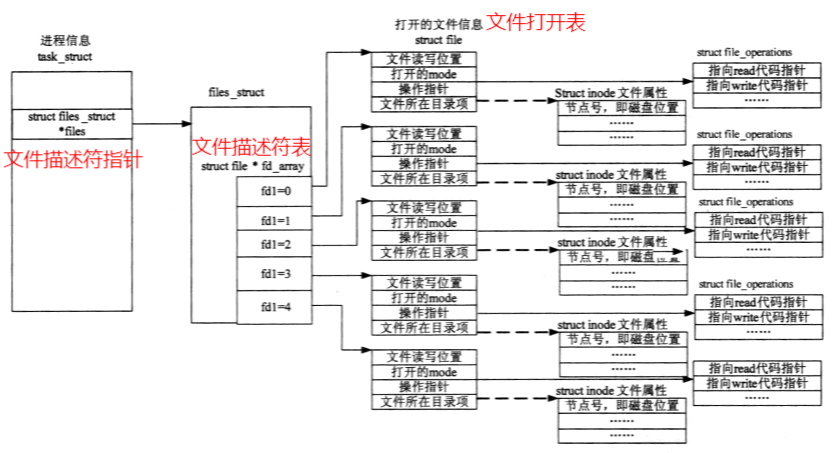 进程信息
task_struct
struct files _struct
*files
文件描述符指针
files_struct
文件描述符表
struct file * fd_array
fd1=0
fd1=1
fd1=2
fd1=3
fd1=4
打开的文件信息 文件打开表
struct file
文件读写位置
打开的mode
操作指针
文件所在目录项
文件读写位置
打开的mode
操作指针
文件所在目录项
文件读写位置
打开的mode
操作指针
文件所在目录项
文件读写位置
打开的mode
操作指针
文件所在目录项
文件读写位置
打开的mode
操作指针
文件所在目录项
Struct inode 文件属性
节点号，即磁盘位置
……
……
struct inode 文件属性
节点号，即磁盘位置
……
……
struct inode 文件属性
节点号，即磁盘
……
……
struct inode 文件属性
节点号，即磁盘位置
……
……
struct inode 文件属性
节点号，即磁盘位置
……
……
struct file_operations
指向read代码指针
指向write代码指针
……
struct file_operations
指向read代码指针
指向write代码指针
……
struct file_operations
指向read代码指针
指向write代码指针
……
struct file_operations
指向read代码指针
指向write代码指针
……
指向read代码指针
指向write代码指针
……